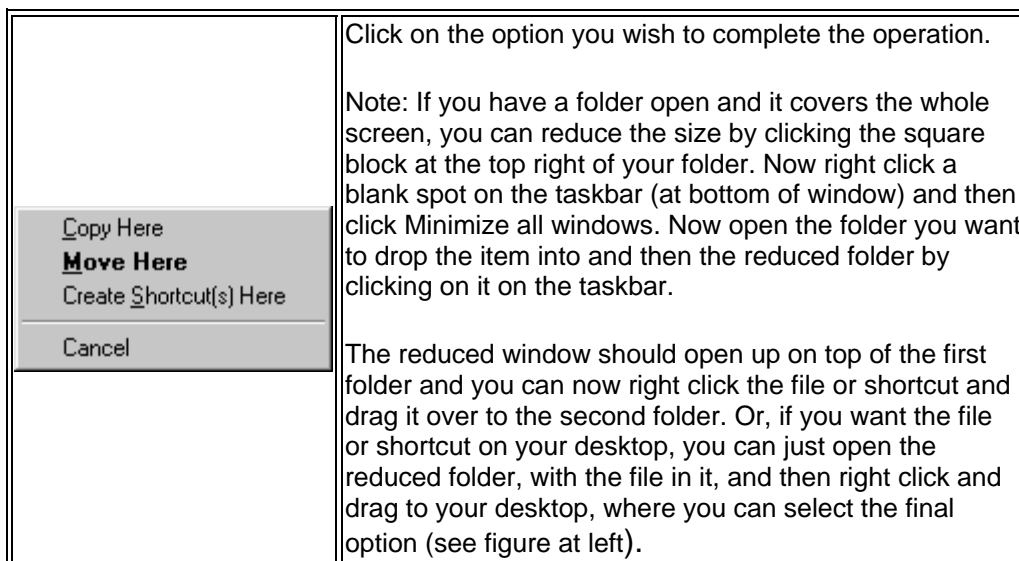 Copy Here
Move Here
Create Shortcut(s) Here
Cancel
Click on the option you wish to complete the operation.
Note: If you have a folder open and it covers the whole
screen, you can reduce the size by clicking the square
block at the top right of your folder. Now right click a
blank spot on the taskbar (at bottom of window) and then
click Minimize all windows. Now open the folder you want
to drop the item into and then the reduced folder by
clicking on it on the taskbar.
The reduced window should open up on top of the first
folder and you can now right click the file or shortcut and
drag it over to the second folder. Or, if you want the file
or shortcut on your desktop, you can just open the
reduced folder, with the file in it, and then right click and
drag to your desktop, where you can select the final
option (see figure at left).